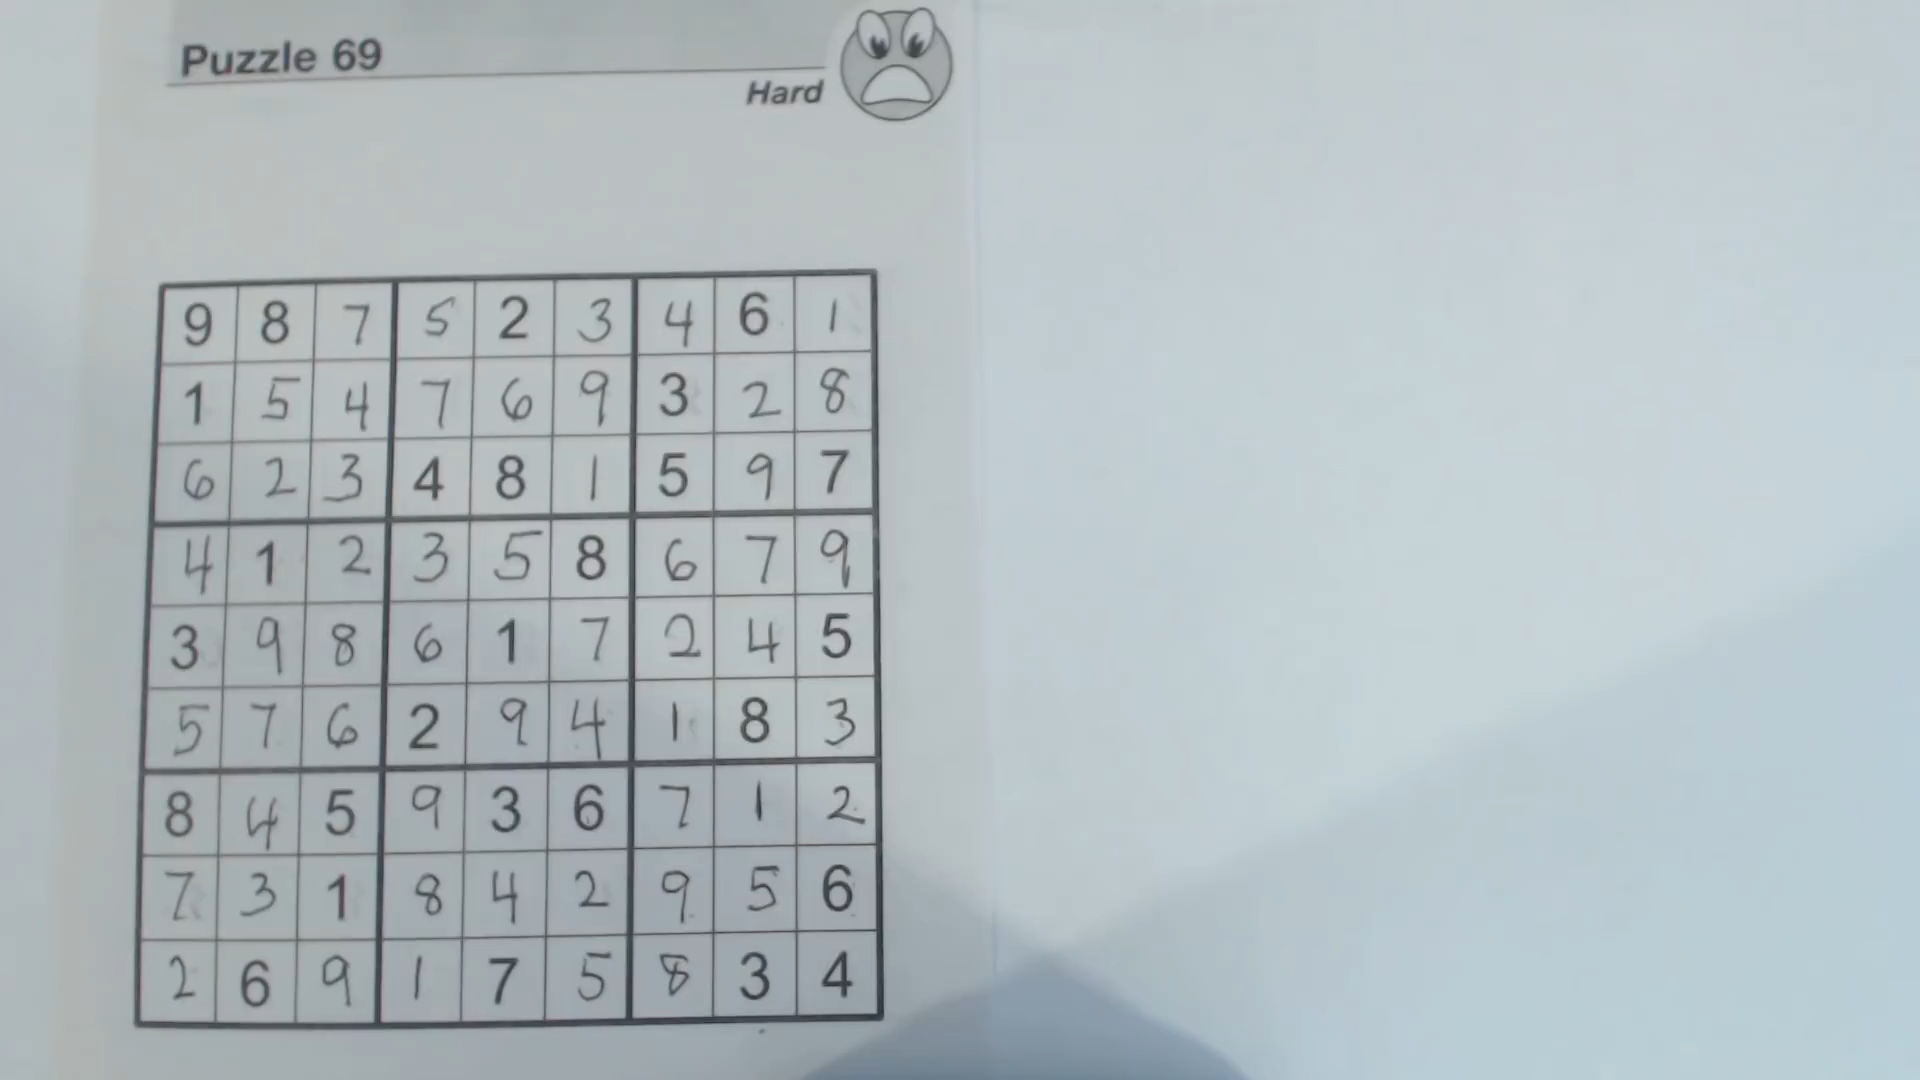 Puzzle 69
Hard
9 8 7 5 2 3 4 6 1
1 5 4 7 6 9 3 2 8
6 2 3 4 8 1 5 9 7
4 1 2 3 5 8 6 7 9
3 9 8 6 1 7 2 4 5
5 7 6 2 9 4 1 8 3
8 4 5 9 3 6 7 1 2
7 3 1 8 4 2 9 5 6
2 6 9 1 7 5 8 3 4